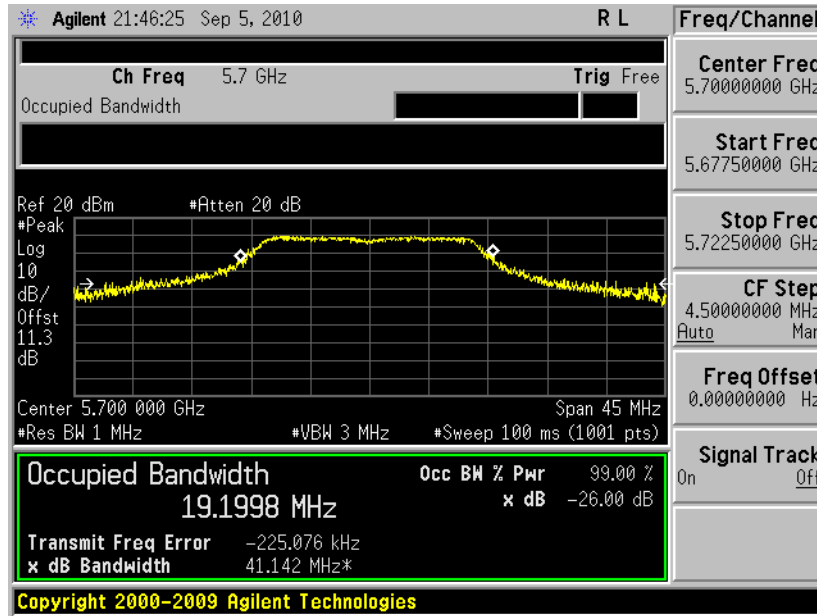 Agilent 21:46:25 Sep 5, 2010 R L
Freq/Channel
Ch Freq 5.7 GHz Trig Free
Occupied Bandwidth
Center Freq
5.70000000 GHz
Start Freq
5.67750000 GHz
Stop Freq
5.72250000 GHz
CF Step
4.50000000 MHz
Auto Man
Freq Offset
0.00000000 Hz
Signal Track
On Off
Ref 20 dBm #Atten 20 dB
#Peak
Log
10
dB/
Offst
11.3
dB
Center 5.700 000 GHz Span 45 MHz
#Res BW 1 MHz #VBW 3 MHz #Sweep 100 ms (1001 pts)
Occupied Bandwidth
19.1998 MHz
Occ BW % Pwr 99.00 %
x dB -26.00 dB
Transmit Freq Error -225.076 kHz
x dB Bandwidth 41.142 MHz*
Copyright 2000-2009 Agilent Technologies